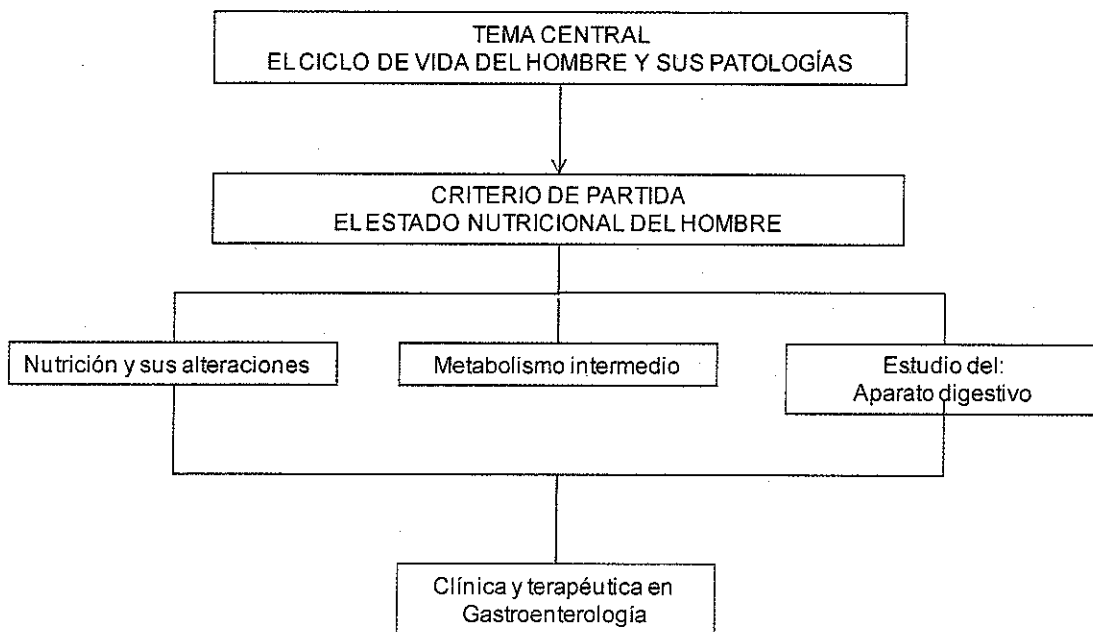 TEMA CENTRAL
EL CICLO DE VIDA DEL HOMBRE Y SUS PATOLOGÍAS
CRITERIO DE PARTIDA
EL ESTADO NUTRICIONAL DEL HOMBRE
Nutrición y sus alteraciones
Metabolismo intermedio
Estudio del:
Aparato digestivo
Clínica y terapéutica en
Gastroenterología